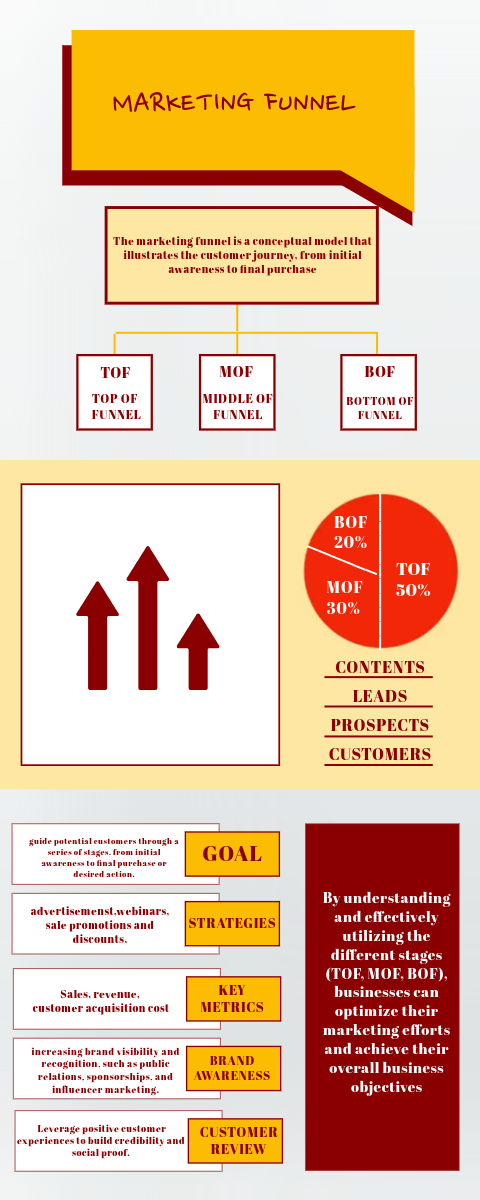 MARKETING FUNNEL
The marketing funnel is a conceptual model that
illustrates the customer journey, from initial
awareness to final purchase
TOF
TOP OF
FUNNEL
MOF
MIDDLE OF
FUNNEL
BOF
BOTTOM OF
FUNNEL
BOF
20%
TOF
50%
MOF
30%
CONTENTS
LEADS
PROSPECTS
CUSTOMERS
guide potential customers through a
series of stages, from initial
awareness to final purchase or
desired action.
GOAL
advertisemenst,webinars,
sale promotions and
discounts,
STRATEGIES
Sales, revenue,
customer acquisition cost
KEY
METRICS
increasing brand visibility and
recognition, such as public
relations, sponsorships, and
influencer marketing.
BRAND
AWARENESS
Leverage positive customer
experiences to build credibility and
social proof.
CUSTOMER
REVIEW
By understanding
and effectively
utilizing the
different stages
(TOF, MOF, BOF),
businesses can
optimize their
marketing efforts
and achieve their
overall business
objectives